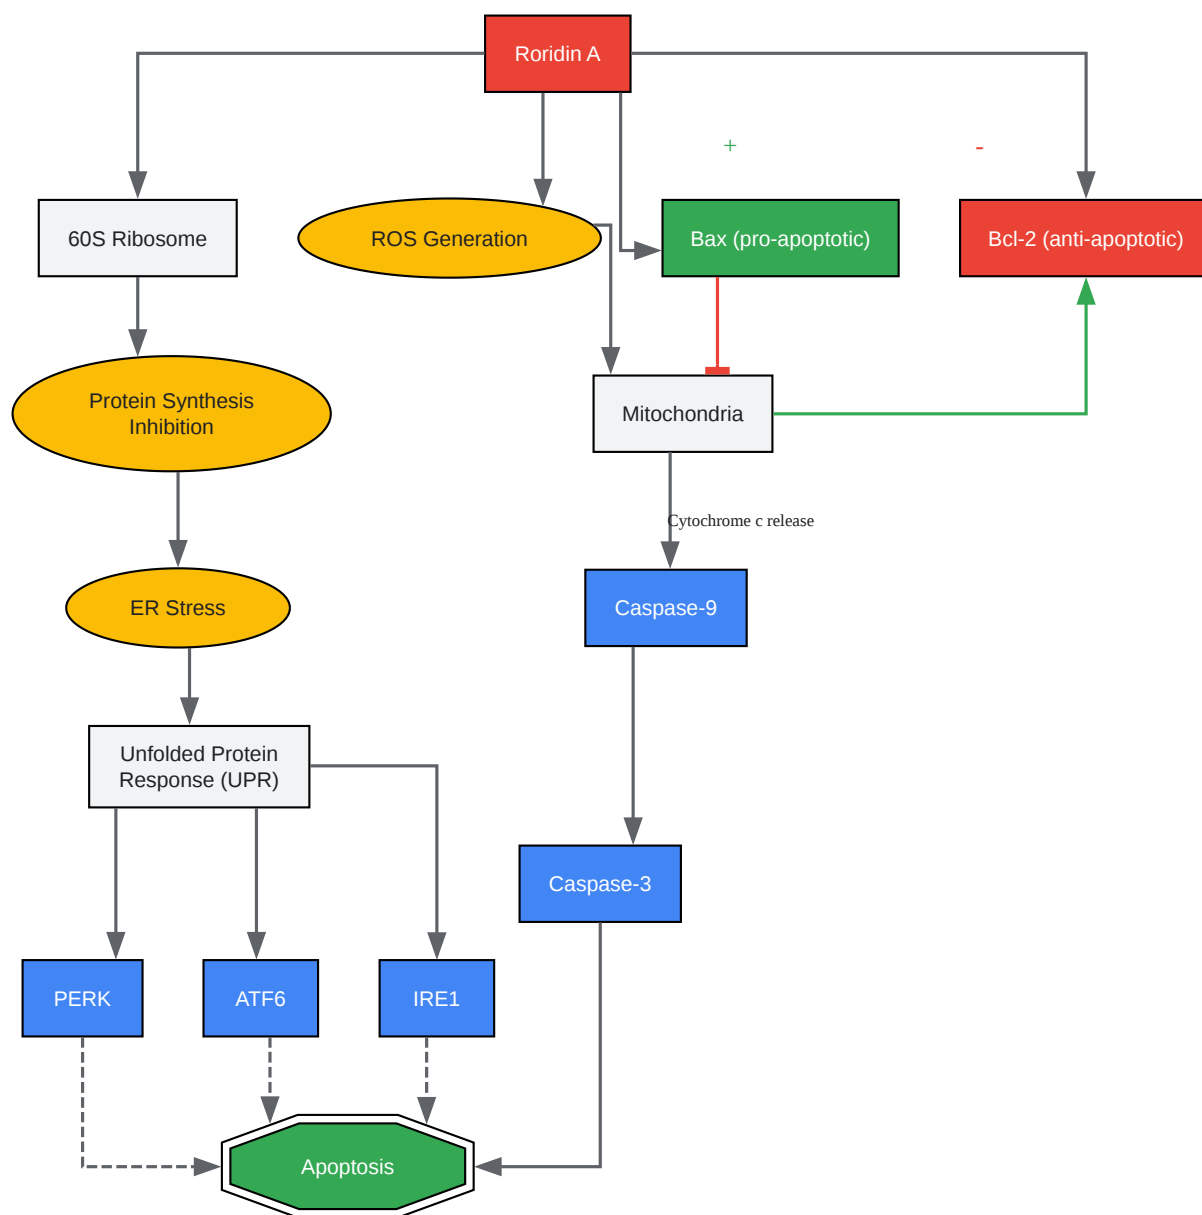 Roridin A
+
-
60S Ribosome
ROS Generation
Bax (pro-apoptotic)
Bcl-2 (anti-apoptotic)
Protein Synthesis
Inhibition
Mitochondria
Cytochrome c release
ER Stress
Caspase-9
Unfolded Protein
Response (UPR)
Caspase-3
PERK
ATF6
IRE1
Apoptosis